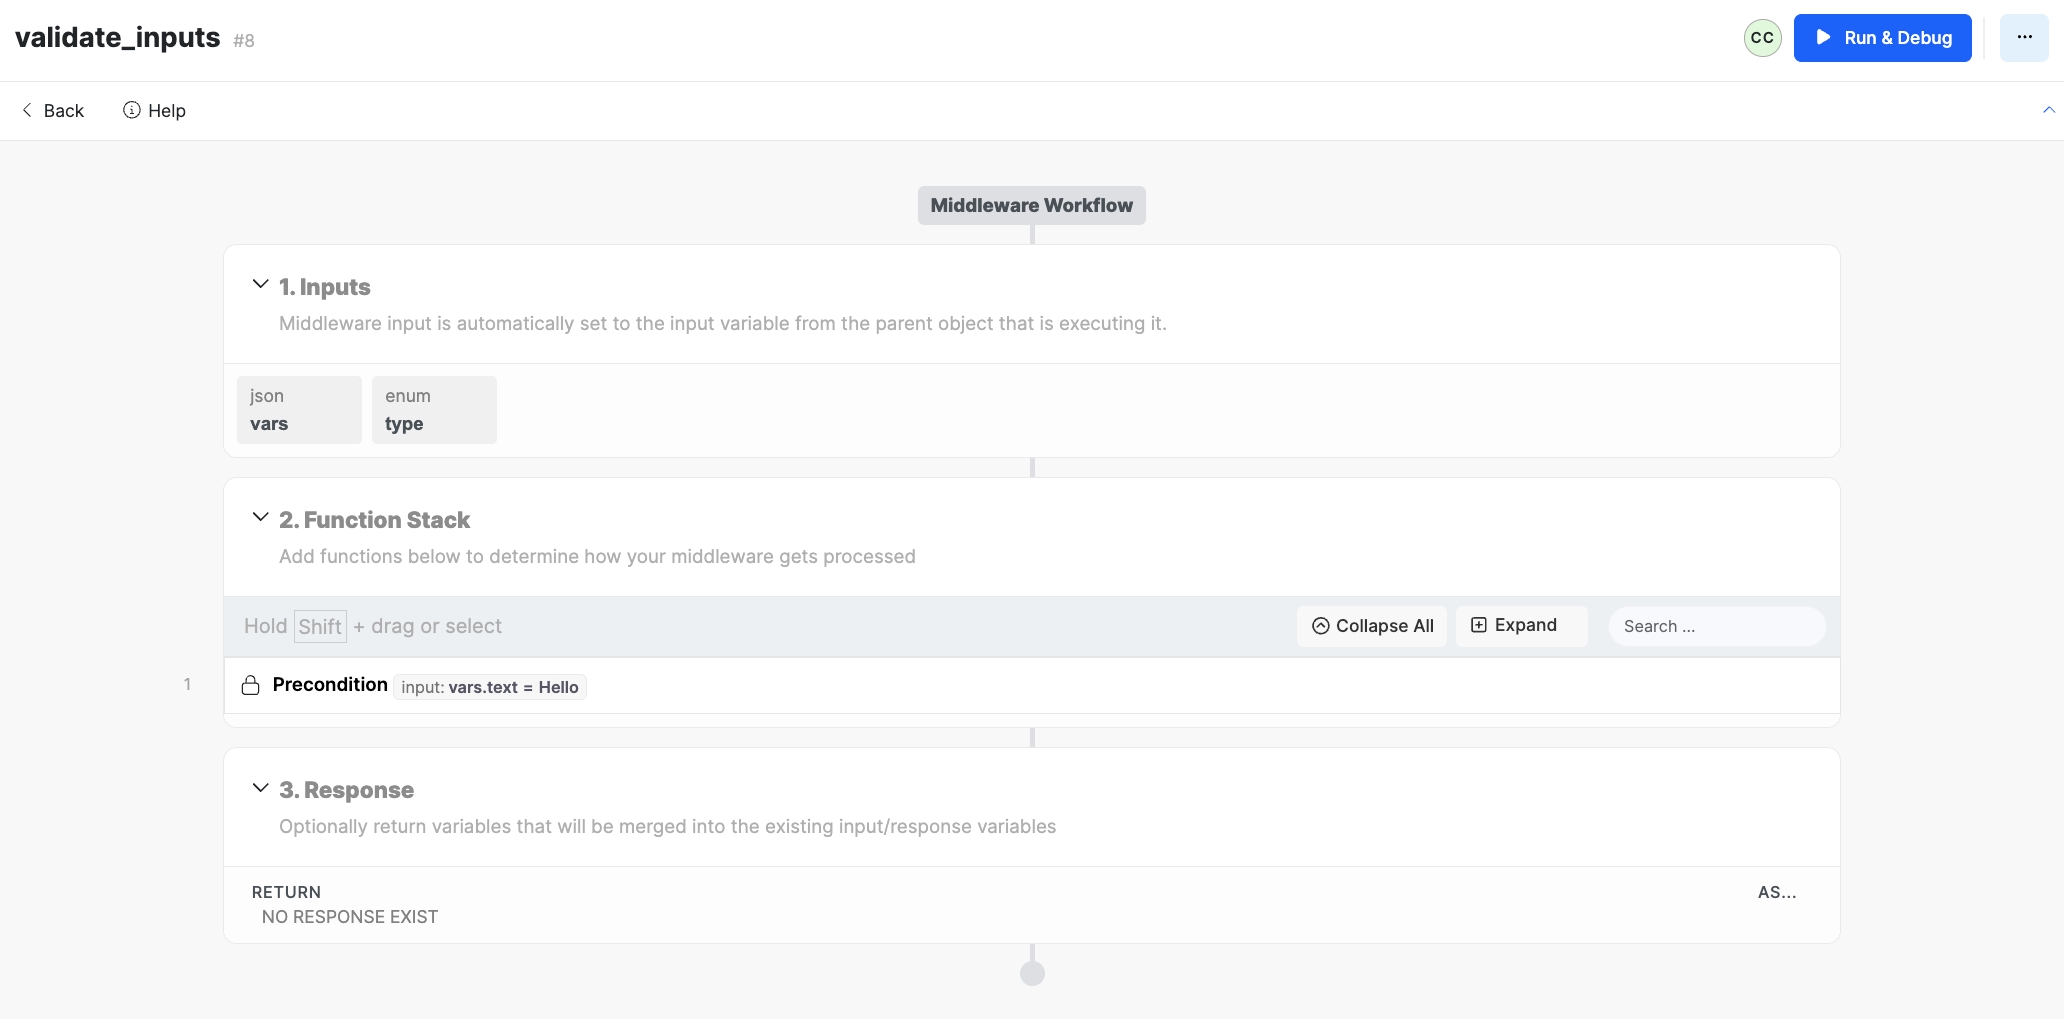 validate_inputs #8
CC
Run & Debug
...
Back
Help
Middleware Workflow
1. Inputs
Middleware input is automatically set to the input variable from the parent object that is executing it.
json
vars
enum
type
2. Function Stack
Add functions below to determine how your middleware gets processed
Hold Shift + drag or select
Collapse All
Expand
Search ...
1
Precondition input: vars.text = Hello
3. Response
Optionally return variables that will be merged into the existing input/response variables
RETURN
AS...
NO RESPONSE EXIST